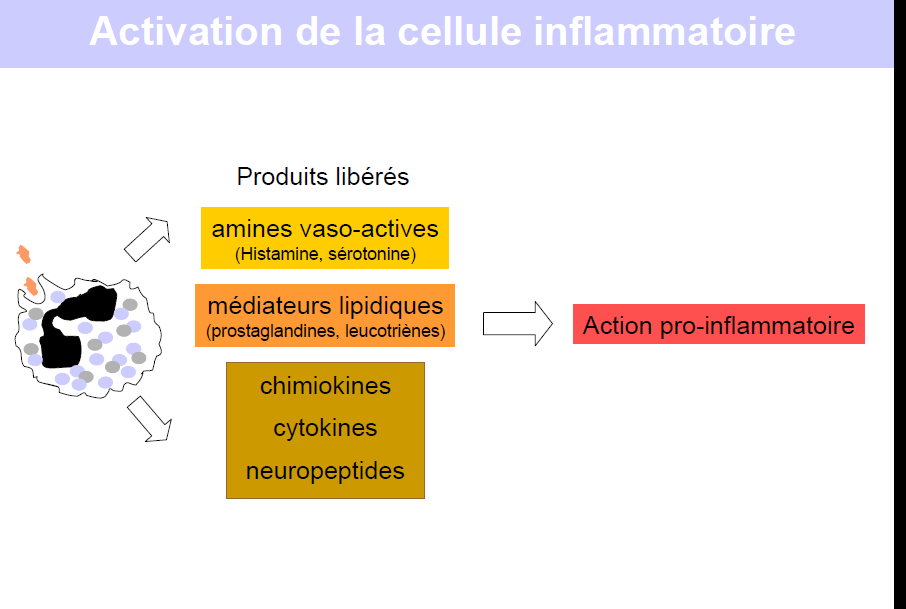 Activation de la cellule inflammatoire
Produits libérés
amines vaso-actives
(Histamine, sérotonine)
médiateurs lipidiques
(prostaglandines, leucotriènes)
chimiokines
cytokines
neuropeptides
Action pro-inflammatoire